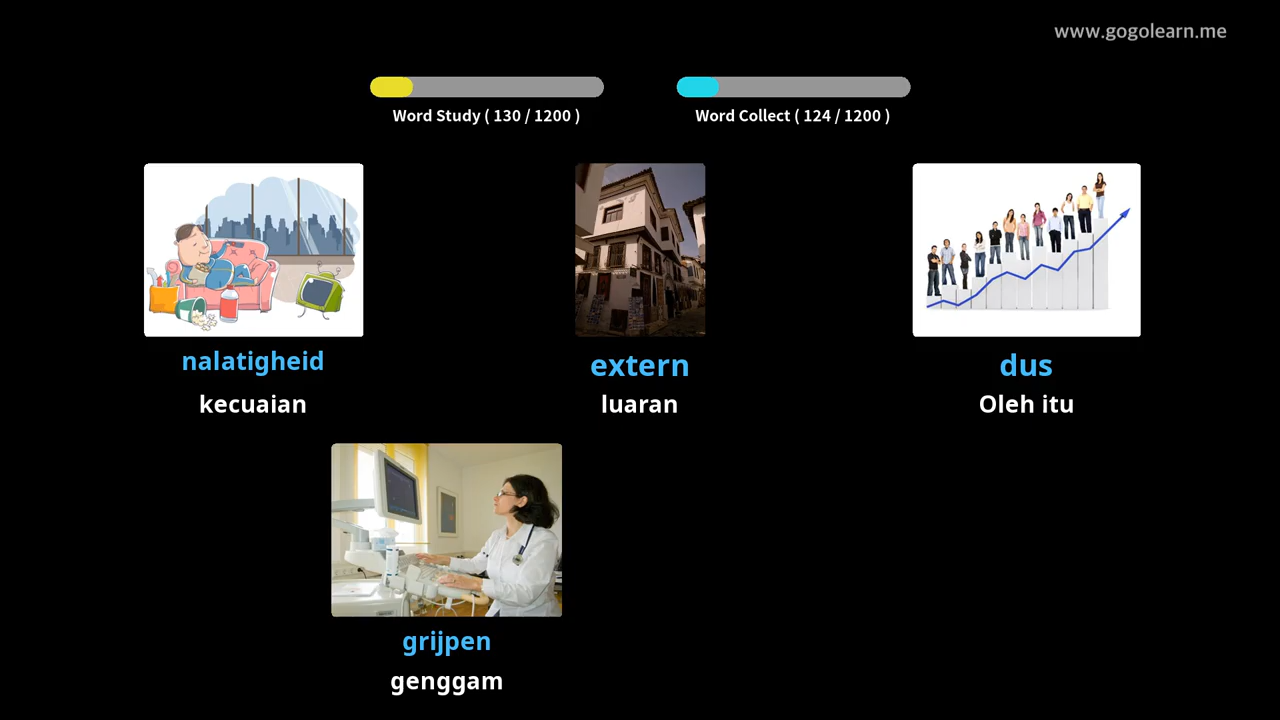 www.gogolearn.me
Word Study ( 130 / 1200 )
Word Collect ( 124 / 1200 )
nalatigheid
extern
dus
kecuaian
luaran
Oleh itu
grijpen
genggam